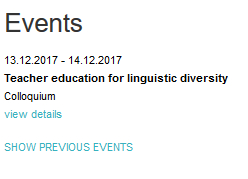 Events
13.12.2017 - 14.12.2017
Teacher education for linguistic diversity
Colloquium
view details
SHOW PREVIOUS EVENTS